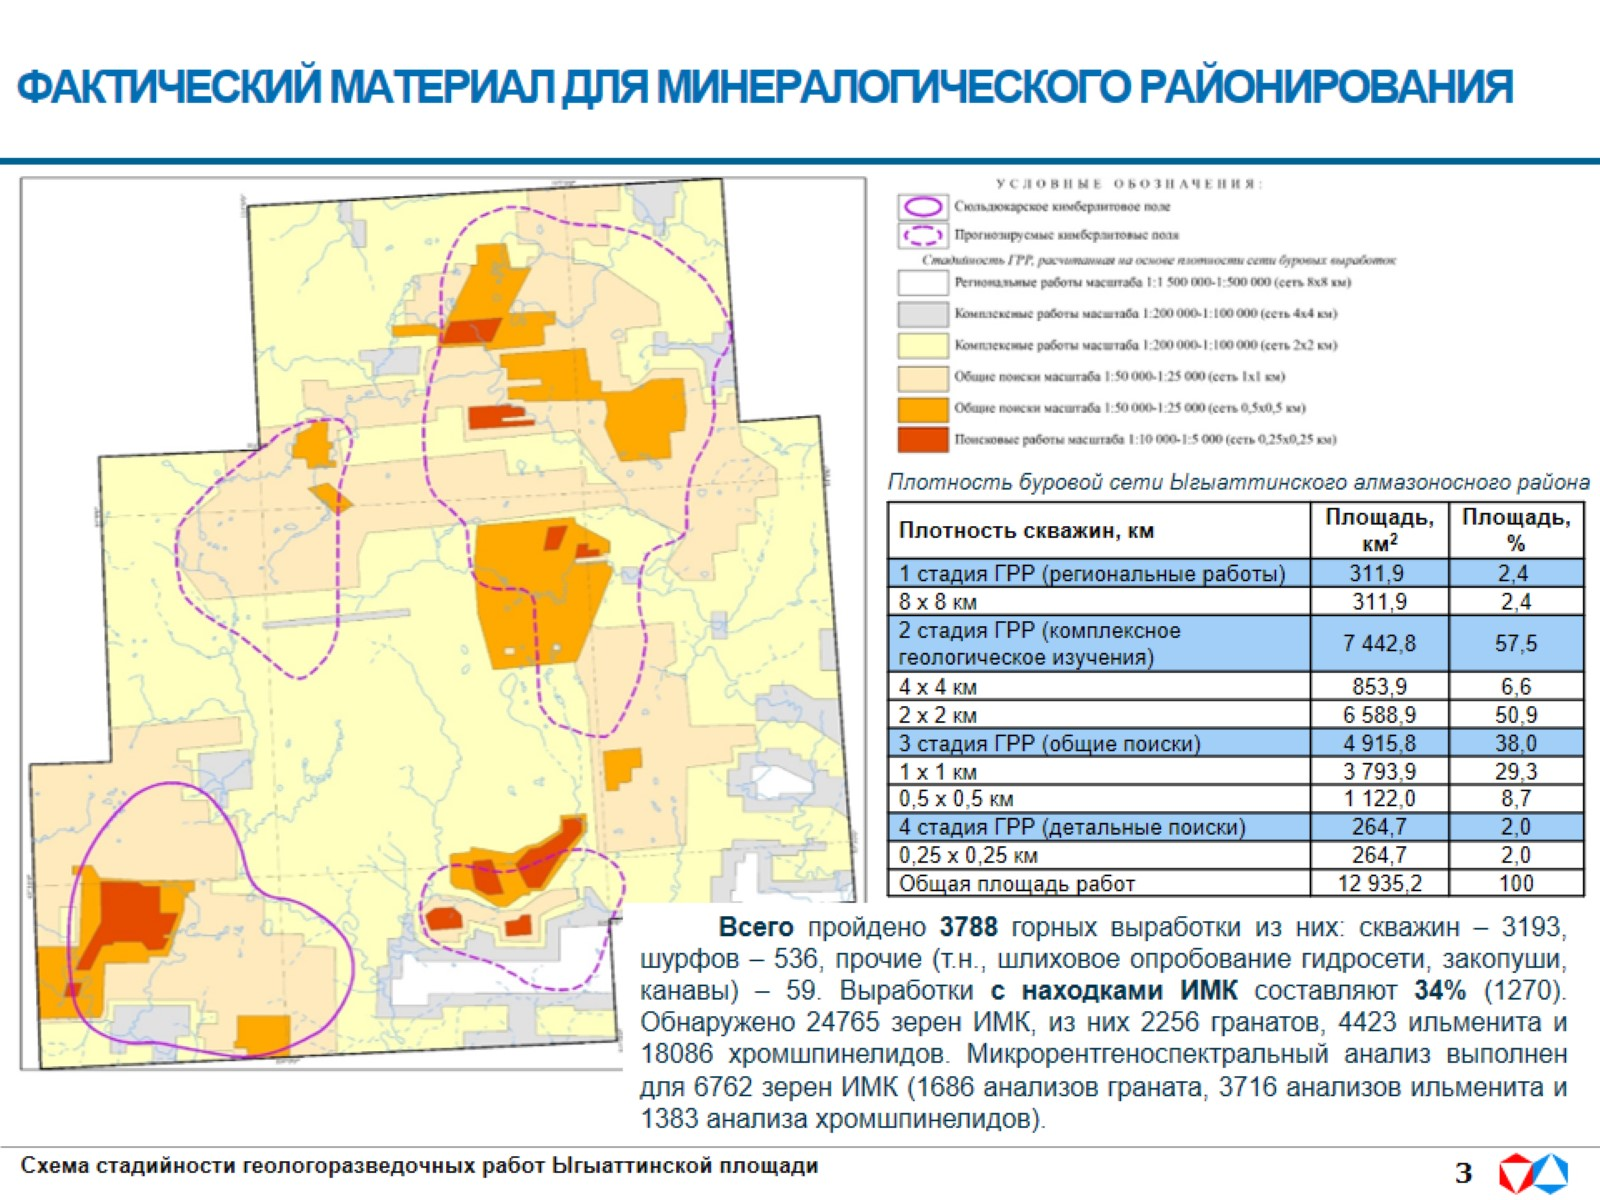 ФАКТИЧЕСКИЙ МАТЕРИАЛ ДЛЯ МИНЕРАЛОГИЧЕСКОГО РАЙОНИРОВАНИЯ
УСЛОВНЫЕ ОБОЗНАЧЕНИЯ:
Сюльдюкарское кимберлитовое поле
Прогнозируемые кимберлитовые поля
Стадийность ГРР, расчитанная на основе плотности сети буровых выработок
Региональные работы масштаба 1:1 500 000-1:500 000 (сеть 8х8 км)
Комплексные работы масштаба 1:200 000-1:100 000 (сеть 4х4 км)
Комплексные работы масштаба 1:200 000-1:100 000 (сеть 2х2 км)
Общие поиски масштаба 1:50 000-1:25 000 (сеть 1х1 км)
Общие поиски масштаба 1:50 000-1:25 000 (сеть 0,5х0,5 км)
Поисковые работы масштаба 1:10 000-1:5 000 (сеть 0,25х0,25 км)
Плотность буровой сети Ыгыаттинского алмазоносного района
Плотность скважин, км Площадь, км2 Площадь, %
1 стадия ГРР (региональные работы) 311,9 2,4
8 х 8 км 311,9 2,4
2 стадия ГРР (комплексное
геологическое изучения) 7 442,8 57,5
4 х 4 км 853,9 6,6
2 х 2 км 6 588,9 50,9
3 стадия ГРР (общие поиски) 4 915,8 38,0
1 х 1 км 3 793,9 29,3
0,5 х 0,5 км 1 122,0 8,7
4 стадия ГРР (детальные поиски) 264,7 2,0
0,25 х 0,25 км 264,7 2,0
Общая площадь работ 12 935,2 100
Всего пройдено 3788 горных выработки из них: скважин – 3193,
шурфов – 536, прочие (т.н., шлиховое опробование гидросети, закопуши,
канавы) – 59. Выработки с находками ИМК составляют 34% (1270).
Обнаружено 24765 зерен ИМК, из них 2256 гранатов, 4423 ильменита и
18086 хромшпинелидов. Микрорентгеноспектральный анализ выполнен
для 6762 зерен ИМК (1686 анализов граната, 3716 анализов ильменита и
1383 анализа хромшпинелидов).
Схема стадийности геологоразведочных работ Ыгыаттинской площади
3